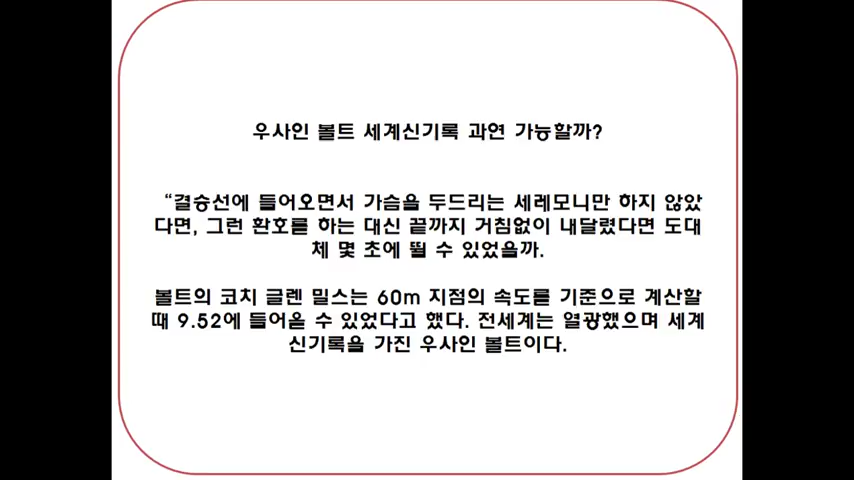 우사인 볼트 세계신기록 과연 가능할까?
“결승선에 들어오면서 가슴을 두드리는 세레모니만 하지 않았
다면, 그런 환호를 하는 대신 끝까지 거침없이 내달렸다면 도대
체 몇 초에 뛸 수 있었을까.
볼트의 코치 글렌 밀스는 60m 지점의 속도를 기준으로 계산할
때 9.52에 들어올 수 있었다고 했다. 전세계는 열광했으며 세계
신기록을 가진 우사인 볼트이다.